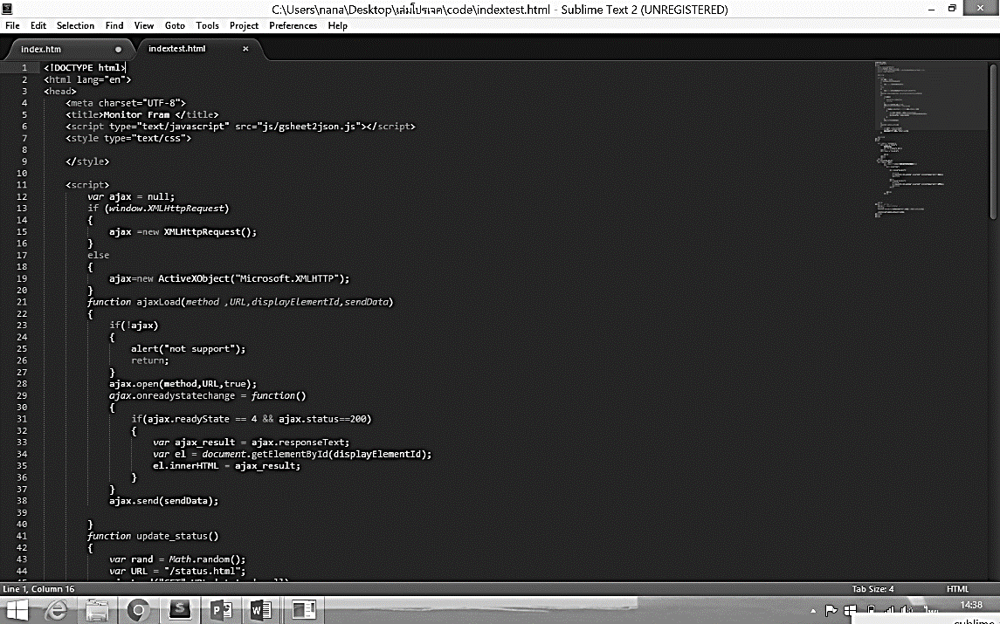 C:\Users\nana\Desktop\เล่มโปรเจค\code\indextest.html - Sublime Text 2 (UNREGISTERED)
File Edit Selection Find View Goto Tools Project Preferences Help
index.htm indextest.html
1 <!DOCTYPE html>
2 <html lang="en">
3 <head>
4 <meta charset="UTF-8">
5 <title>Monitor Fram </title>
6 <script type="text/javascript" src="js/gsheet2json.js"></script>
7 <style type="text/css">
8
9 </style>
10
11 <script>
12 var ajax = null;
13 if (window.XMLHttpRequest)
14 {
15 ajax =new XMLHttpRequest();
16 }
17 else
18 {
19 ajax=new ActiveXObject("Microsoft.XMLHTTP");
20 }
21 function ajaxLoad(method ,URL,displayElementId,sendData)
22 {
23 if(!ajax)
24 {
25 alert("not support");
26 return;
27 }
28 ajax.open(method,URL,true);
29 ajax.onreadystatechange = function()
30 {
31 if(ajax.readyState == 4 && ajax.status==200)
32 {
33 var ajax_result = ajax.responseText;
34 var el = document.getElementById(displayElementId);
35 el.innerHTML = ajax_result;
36 }
37 }
38 ajax.send(sendData);
39
40 }
41 function update_status()
42 {
43 var rand = Math.random();
44 var URL = "/status.html";
Line 1, Column 16 Tab Size: 4 HTML
14:38
sublime